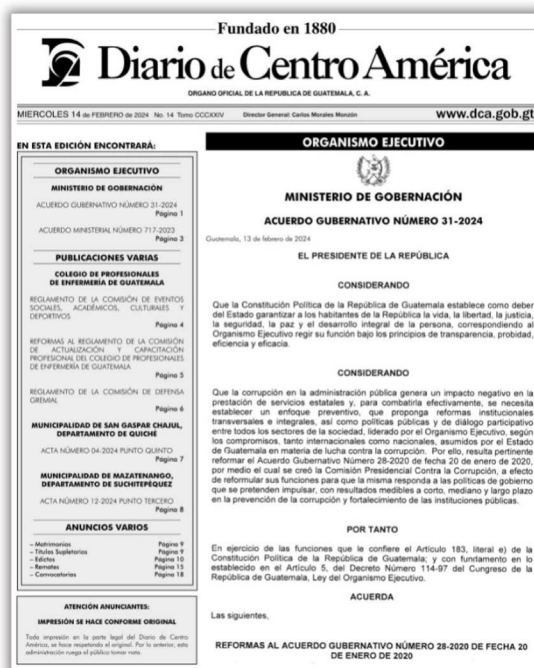 Fundado en 1880
Diario de Centro América
ORGANO OFICIAL DE LA REPUBLICA DE GUATEMALA, C. A.
MIERCOLES 14 de FEBRERO de 2024 No. 14 Tomo CCCXXIV
Director General: Carlos Morales Monzón
www.dca.gob.gt
EN ESTA EDICIÓN ENCONTRARÁ:
ORGANISMO EJECUTIVO
MINISTERIO DE GOBERNACIÓN
ACUERDO GUBERNATIVO NÚMERO 31-2024
Página 1
ACUERDO MINISTERIAL NÚMERO 717-2023
Página 3
PUBLICACIONES VARIAS
COLEGIO DE PROFESIONALES
DE ENFERMERÍA DE GUATEMALA
REGLAMENTO DE LA COMISIÓN DE EVENTOS
SOCIALES, ACADÉMICOS, CULTURALES Y
DEPORTIVOS
Página 4
REFORMAS AL REGLAMENTO DE LA COMISIÓN
DE ACTUALIZACIÓN Y CAPACITACIÓN
PROFESIONAL DEL COLEGIO DE PROFESIONALES
DE ENFERMERÍA DE GUATEMALA
Página 5
REGLAMENTO DE LA COMISIÓN DE DEFENSA
GREMIAL
Página 6
MUNICIPALIDAD DE SAN GASPAR CHAJUL,
DEPARTAMENTO DE QUICHÉ
ACTA NÚMERO 04-2024 PUNTO QUINTO
Página 7
MUNICIPALIDAD DE MAZATENANGO,
DEPARTAMENTO DE SUCHITEPÉQUEZ
ACTA NÚMERO 12-2024 PUNTO TERCERO
Página 8
ANUNCIOS VARIOS
– Matrimonios Página 9
– Títulos Supletorios Página 9
– Edictos Página 10
– Remates Página 15
– Convocatorias Página 18
ATENCIÓN ANUNCIANTES:
IMPRESIÓN SE HACE CONFORME ORIGINAL
Toda impresión en la parte legal del Diario de Centro
América, se hace respetando el original. Por lo anterior, esta
administración ruega al público tomar nota.
ORGANISMO EJECUTIVO
MINISTERIO DE GOBERNACIÓN
ACUERDO GUBERNATIVO NÚMERO 31-2024
Guatemala, 13 de febrero de 2024
EL PRESIDENTE DE LA REPÚBLICA
CONSIDERANDO
Que la Constitución Política de la República de Guatemala establece como deber
del Estado garantizar a los habitantes de la República la vida, la libertad, la justicia,
la seguridad, la paz y el desarrollo integral de la persona, correspondiendo al
Organismo Ejecutivo regir su función bajo los principios de transparencia, probidad,
eficiencia y eficacia.
CONSIDERANDO
Que la corrupción en la administración pública genera un impacto negativo en la
prestación de servicios estatales y, para combatirla efectivamente, se necesita
establecer un enfoque preventivo, que proponga reformas institucionales
transversales e integrales, así como políticas públicas y de diálogo participativo
entre todos los sectores de la sociedad, liderado por el Organismo Ejecutivo, según
los compromisos, tanto internacionales como nacionales, asumidos por el Estado
de Guatemala en materia de lucha contra la corrupción. Por ello, resulta pertinente
reformar el Acuerdo Gubernativo Número 28-2020 de fecha 20 de enero de 2020,
por medio el cual se creó la Comisión Presidencial Contra la Corrupción, a efecto
de reformular sus funciones para que la misma responda a las políticas de gobierno
que se pretenden impulsar, con resultados medibles a corto, mediano y largo plazo
en la prevención de la corrupción y fortalecimiento de las instituciones públicas.
POR TANTO
En ejercicio de las funciones que le confiere el Artículo 183, literal e) de la
Constitución Política de la República de Guatemala; y con fundamento en lo
establecido en el Artículo 5, del Decreto Número 114-97 del Congreso de la
República de Guatemala, Ley del Organismo Ejecutivo.
ACUERDA
Las siguientes,
REFORMAS AL ACUERDO GUBERNATIVO NÚMERO 28-2020 DE FECHA 20
DE ENERO DE 2020